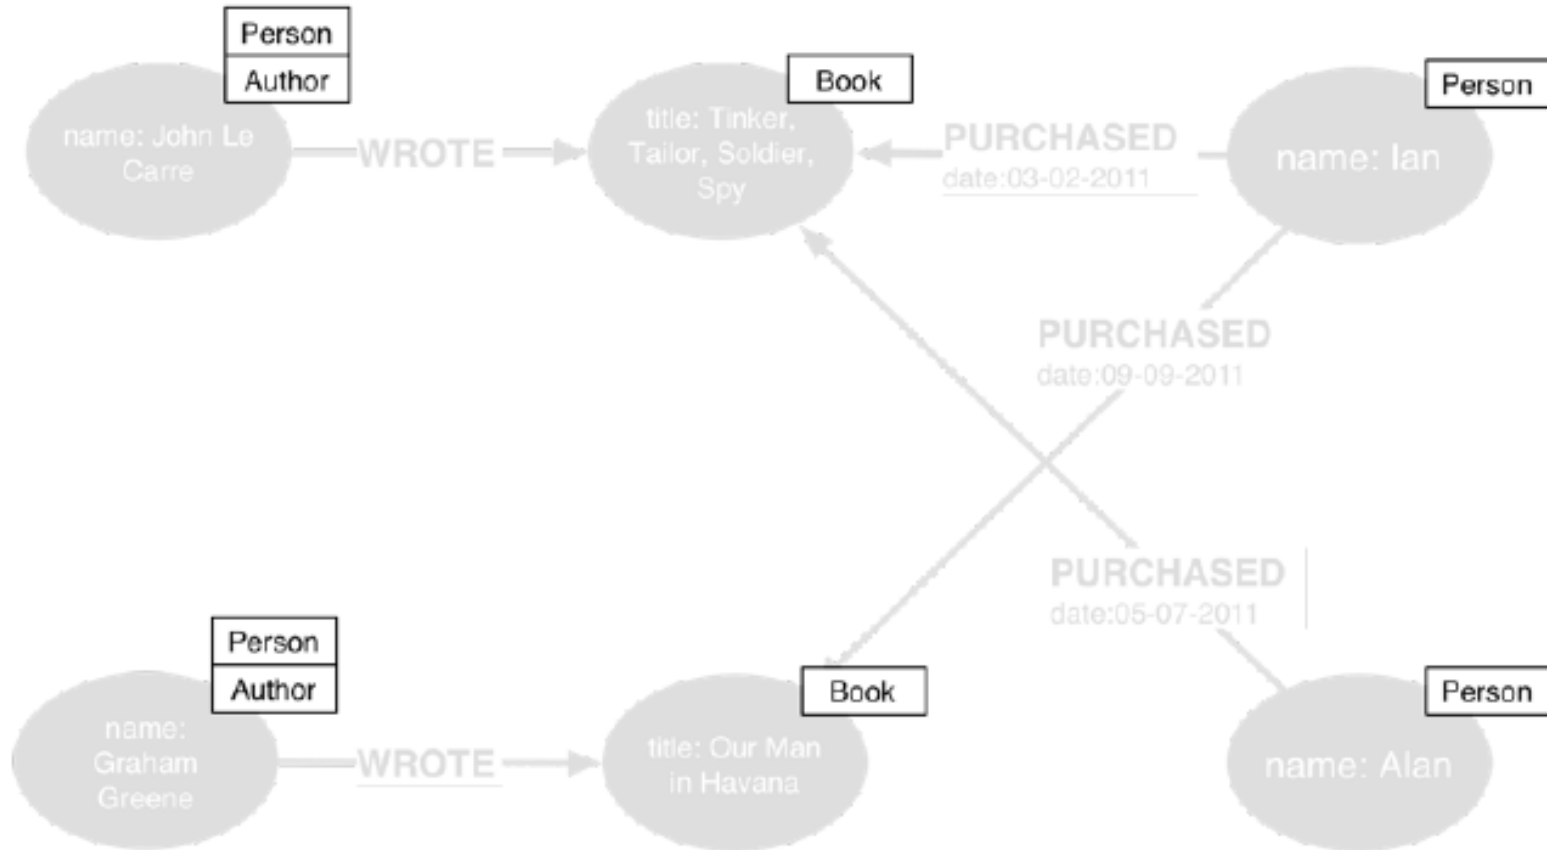 Person
Author
name: John Le
Carre
WROTE
Book
title: Tinker,
Tailor, Soldier,
Spy
PURCHASED
date:03-02-2011
Person
name: Ian
PURCHASED
date:09-09-2011
PURCHASED
date:05-07-2011
Person
Author
name:
Graham
Greene
WROTE
Book
title: Our Man
in Havana
Person
name: Alan